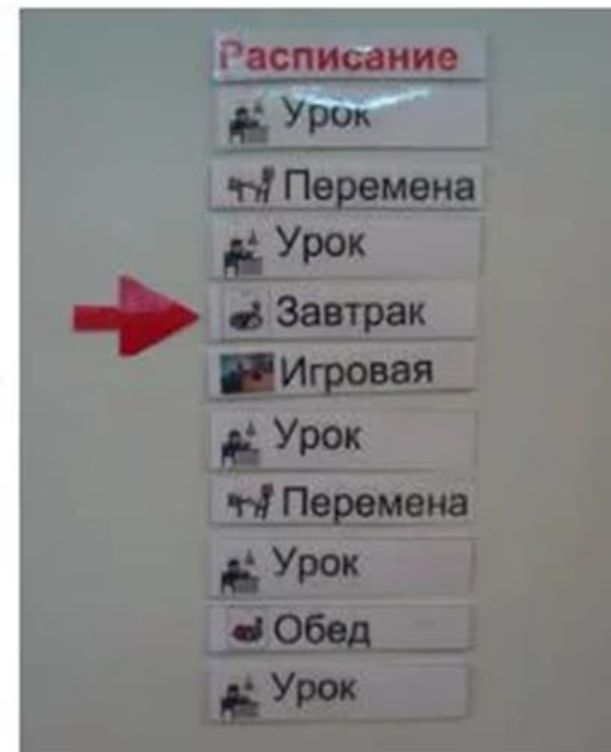 Расписание
Урок
Перемена
Урок
Завтрак
Игровая
Урок
Перемена
Урок
Обед
Урок